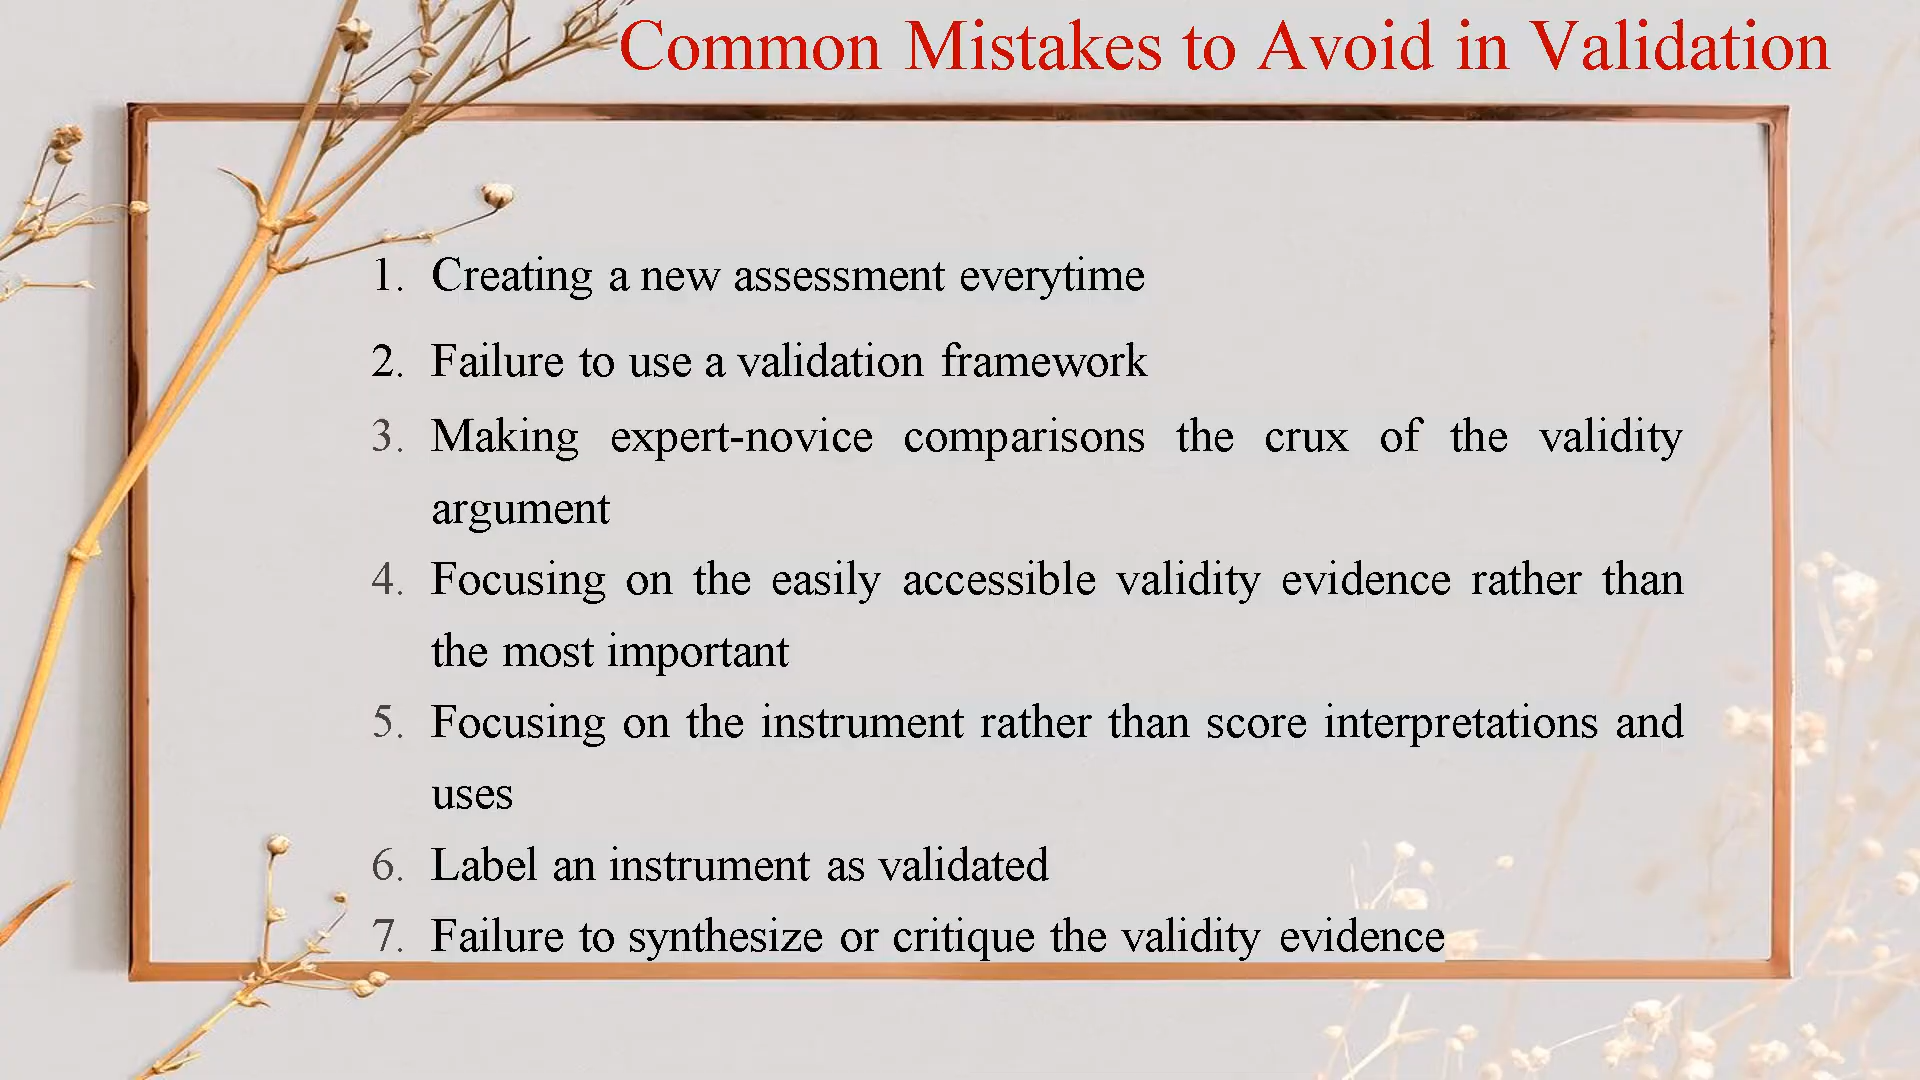 Common Mistakes to Avoid in Validation
1. Creating a new assessment everytime
2. Failure to use a validation framework
3. Making expert-novice comparisons the crux of the validity
argument
4. Focusing on the easily accessible validity evidence rather than
the most important
5. Focusing on the instrument rather than score interpretations and
uses
6. Label an instrument as validated
7. Failure to synthesize or critique the validity evidence